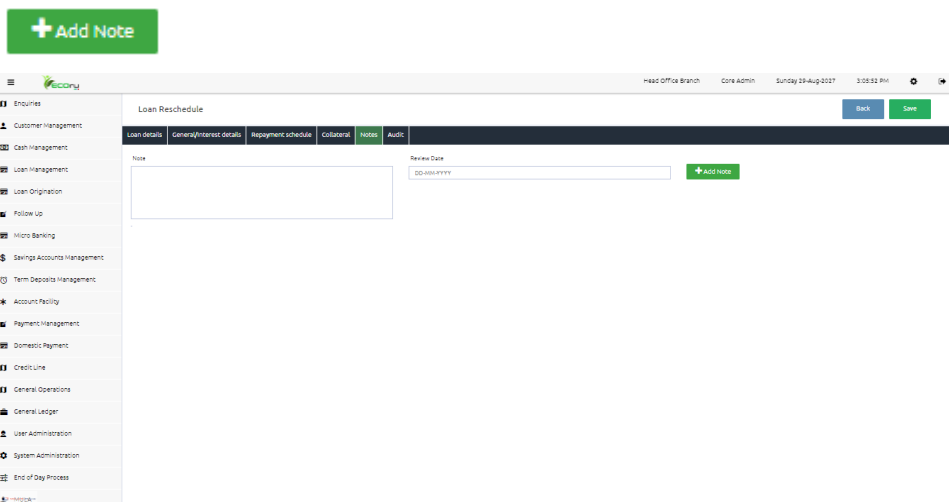 Add Note
Head Office Branch Core Admin Sunday 29-Aug-2027 3:05:52 PM
Enquiries
Loan Reschedule
Back Save
Customer Management
Loan details General/Interest details Repayment schedule Collateral Notes Audit
Cash Management
Note Review Date
Loan Management
DD-MM-YYYY Add Note
Loan Origination
Follow Up
Micro Banking
Savings Accounts Management
Term Deposits Management
Account Facility
Payment Management
Domestic Payment
Credit Line
General Operations
General Ledger
User Administration
System Administration
End of Day Process